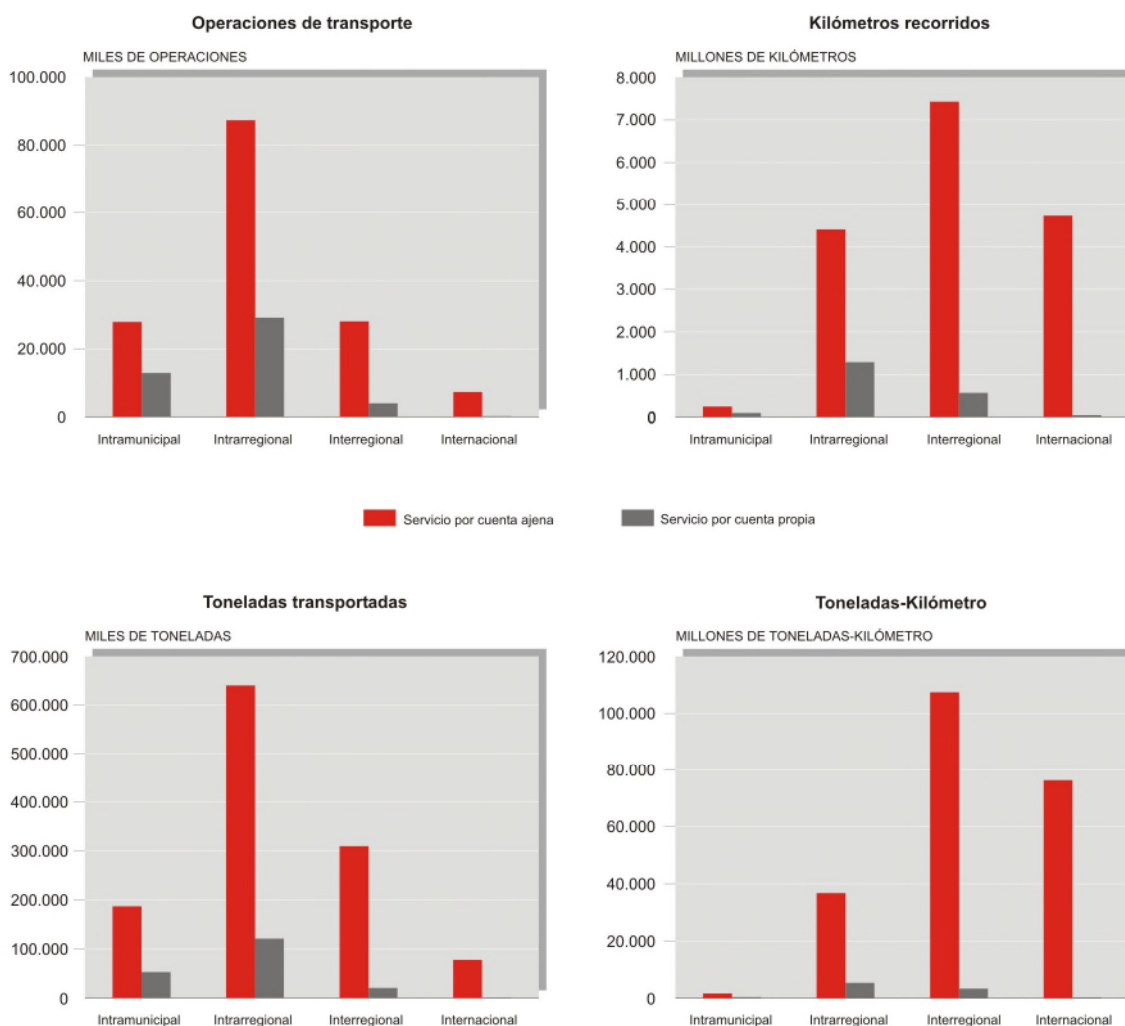 Operaciones de transporte
MILES DE OPERACIONES
100.000
80.000
60.000
40.000
20.000
0
Intramunicipal Intrarregional Interregional Internacional
Kilómetros recorridos
MILLONES DE KILÓMETROS
8.000
7.000
6.000
5.000
4.000
3.000
2.000
1.000
0
Intramunicipal Intrarregional Interregional Internacional
Servicio por cuenta ajena Servicio por cuenta propia
Toneladas transportadas
MILES DE TONELADAS
700.000
600.000
500.000
400.000
300.000
200.000
100.000
0
Intramunicipal Intrarregional Interregional Internacional
Toneladas-Kilómetro
MILLONES DE TONELADAS-KILÓMETRO
120.000
100.000
80.000
60.000
40.000
20.000
0
Intramunicipal Intrarregional Interregional Internacional